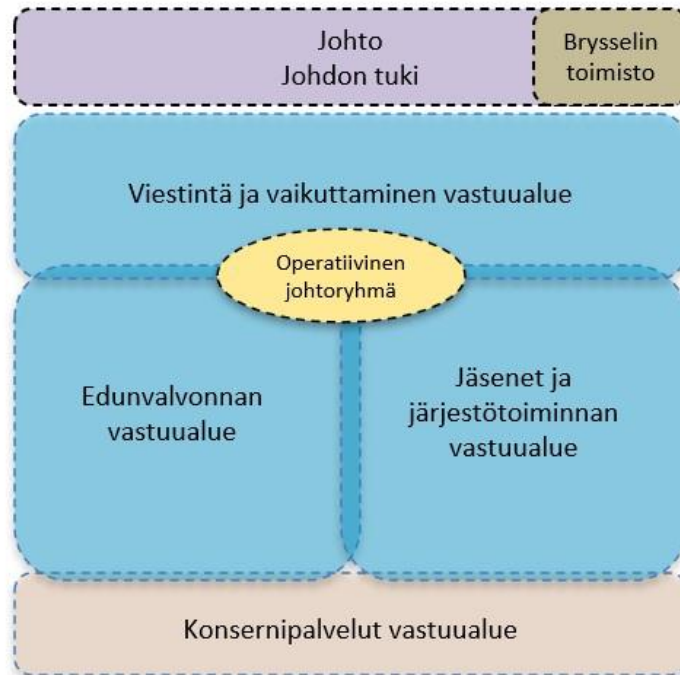 Johto
Johdon tuki
Brysselin
toimisto
Viestintä ja vaikuttaminen vastuualue
Operatiivinen
johtoryhmä
Edunvalvonnan
vastuualue
Jäsenet ja
järjestötoiminnan
vastuualue
Konsernipalvelut vastuualue